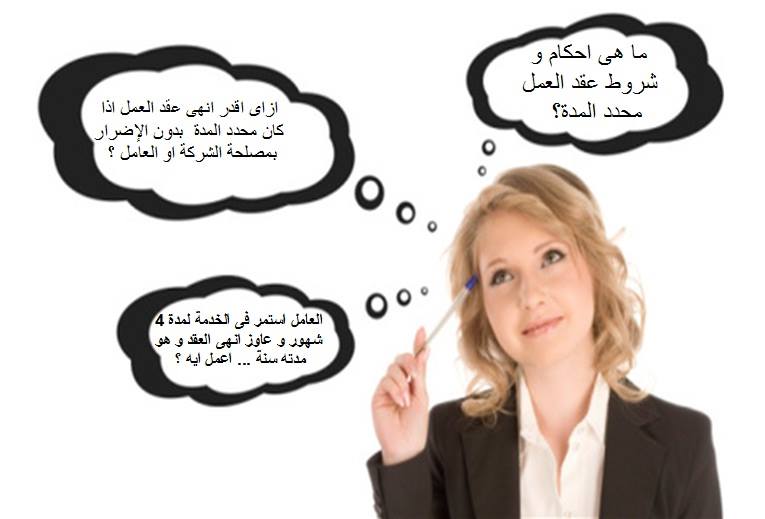 ما هى احكام و
شروط عقد العمل
محدد المدة؟
ازاى اقدر انهى عقد العمل اذا
كان محدد المدة بدون الإضرار
بمصلحة الشركة او العامل ؟
العامل استمر فى الخدمة لمدة 4
شهور و عاوز انهى العقد و هو
مدته سنة ... اعمل ايه ؟